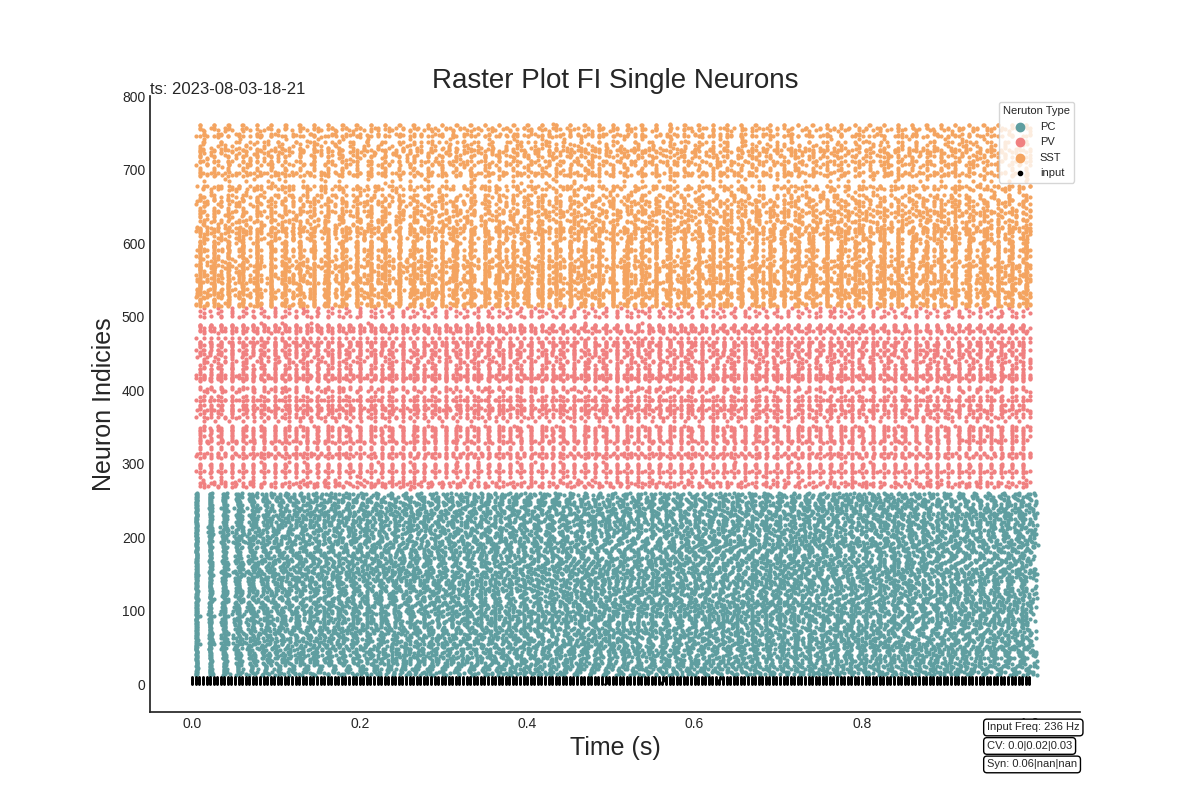 Raster Plot FI Single Neurons
ts: 2023-08-03-18-21
Neruton Type
PC
PV
SST
input
800
700
600
500
400
300
200
100
0
Neuron Indicies
0.0 0.2 0.4 0.6 0.8
Time (s)
Input Freq: 236 Hz
CV: 0.0|0.02|0.03
Syn: 0.06|nan|nan